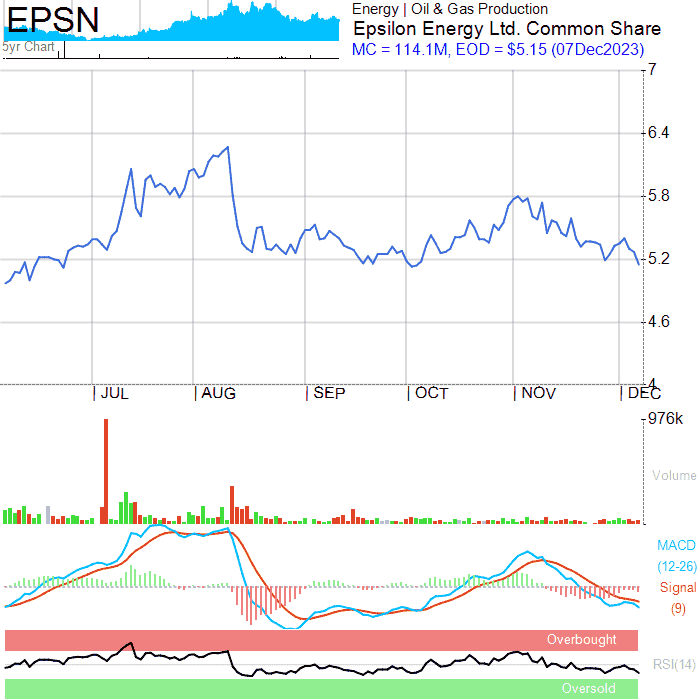 EPSN
5yr Chart
Energy | Oil & Gas Production
Epsilon Energy Ltd. Common Share
MC = 114.1M, EOD = $5.15 (07Dec2023)
7
6.4
5.8
5.2
4.6
4
JUL AUG SEP OCT NOV DEC
976k
Volume
MACD
(12-26)
Signal
(9)
Overbought
RSI(14)
Oversold